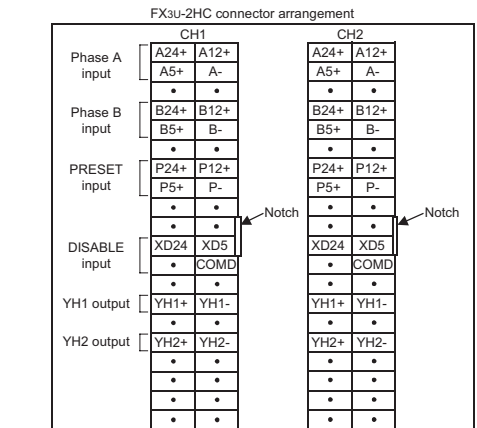 FX3U-2HC connector arrangement
CH1 CH2
Phase A input A24+ A12+ A24+ A12+
A5+ A- A5+ A-
• • • •
Phase B input B24+ B12+ B24+ B12+
B5+ B- B5+ B-
• • • •
PRESET input P24+ P12+ P24+ P12+
P5+ P- P5+ P-
• • • •
Notch Notch
• • • •
DISABLE input XD24 XD5 XD24 XD5
• COMD • COMD
• • • •
YH1 output YH1+ YH1- YH1+ YH1-
• • • •
YH2 output YH2+ YH2- YH2+ YH2-
• • • •
• • • •
• • • •
• • • •